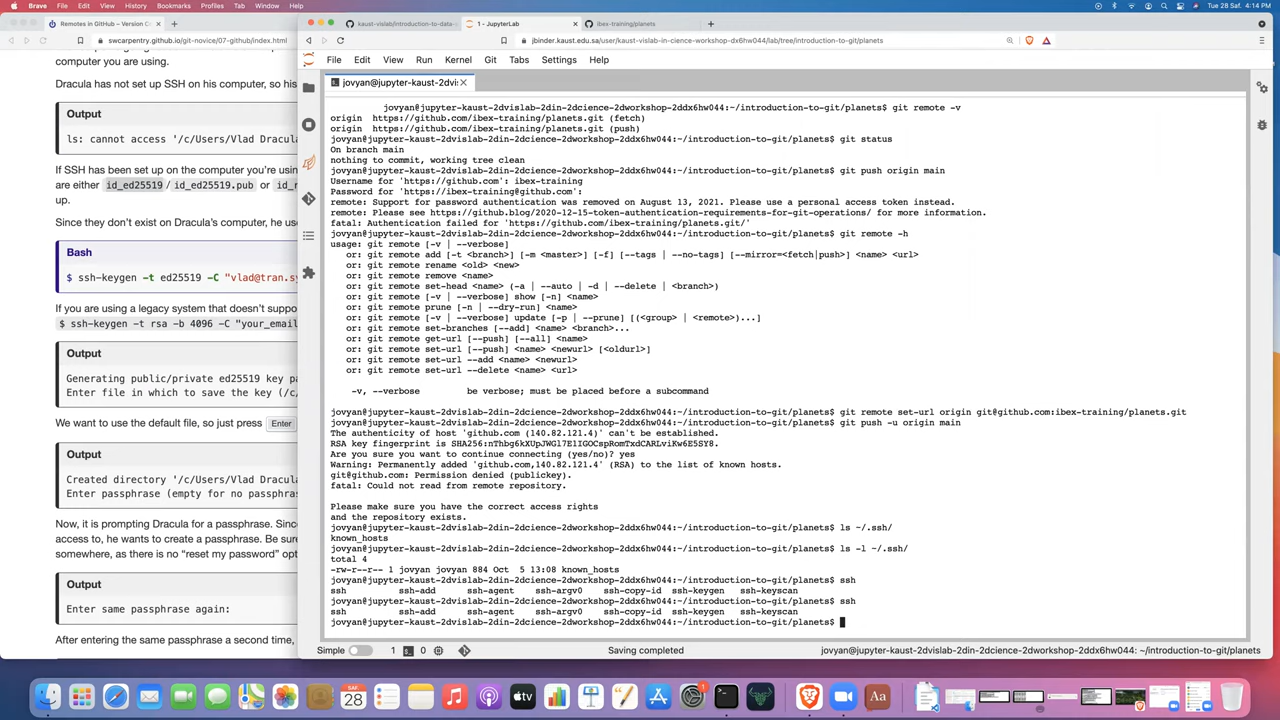 Brave File Edit View History Bookmarks Profiles Tab Window Help
Tue 28 Saf. 4:14 PM
Remotes in GitHub – Version C
swcarpentry.github.io/git-novice/07-github/index.html
computer you are using.
Dracula has not set up SSH on his computer, so his
Output
ls: cannot access '/c/Users/Vlad Dracula
If SSH has been set up on the computer you're usin
are either id_ed25519 / id_ed25519.pub or id_r
up.
Since they don't exist on Dracula's computer, he us
Bash
$ ssh-keygen -t ed25519 -C "vlad@tran.sy
If you are using a legacy system that doesn't suppo
$ ssh-keygen -t rsa -b 4096 -C "your_email
Output
Generating public/private ed25519 key pa
Enter file in which to save the key (/c/
We want to use the default file, so just press Enter
Output
Created directory '/c/Users/Vlad Dracula
Enter passphrase (empty for no passphras
Now, it is prompting Dracula for a passphrase. Since
access to, he wants to create a passphrase. Be sure
somewhere, as there is no "reset my password" opt
Output
Enter same passphrase again:
After entering the same passphrase a second time,
kaust-vislab/introduction-to-data-
1 - JupyterLab
ibex-training/planets
jbinder.kaust.edu.sa/user/kaust-vislab-in-cience-workshop-dx6hw044/lab/tree/introduction-to-git/planets
File Edit View Run Kernel Git Tabs Settings Help
jovyan@jupyter-kaust-2dvis:
jovyan@jupyter-kaust-2dvislab-2din-2dcience-2dworkshop-2ddx6hw044:~/introduction-to-git/planets$ git remote -v
origin https://github.com/ibex-training/planets.git (fetch)
origin https://github.com/ibex-training/planets.git (push)
jovyan@jupyter-kaust-2dvislab-2din-2dcience-2dworkshop-2ddx6hw044:~/introduction-to-git/planets$ git status
On branch main
nothing to commit, working tree clean
jovyan@jupyter-kaust-2dvislab-2din-2dcience-2dworkshop-2ddx6hw044:~/introduction-to-git/planets$ git push origin main
Username for 'https://github.com': ibex-training
Password for 'https://ibex-training@github.com':
remote: Support for password authentication was removed on August 13, 2021. Please use a personal access token instead.
remote: Please see https://github.blog/2020-12-15-token-authentication-requirements-for-git-operations/ for more information.
fatal: Authentication failed for 'https://github.com/ibex-training/planets.git/'
jovyan@jupyter-kaust-2dvislab-2din-2dcience-2dworkshop-2ddx6hw044:~/introduction-to-git/planets$ git remote -h
usage: git remote [-v | --verbose]
or: git remote add [-t <branch>] [-m <master>] [-f] [--tags | --no-tags] [--mirror=<fetch|push>] <name> <url>
or: git remote rename <old> <new>
or: git remote remove <name>
or: git remote set-head <name> (-a | --auto | -d | --delete | <branch>)
or: git remote [-v | --verbose] show [-n] <name>
or: git remote prune [-n | --dry-run] <name>
or: git remote [-v | --verbose] update [-p | --prune] [(<group> | <remote>)...]
or: git remote set-branches [--add] <name> <branch>...
or: git remote get-url [--push] [--all] <name>
or: git remote set-url [--push] <name> <newurl> [<oldurl>]
or: git remote set-url --add <name> <newurl>
or: git remote set-url --delete <name> <url>
-v, --verbose be verbose; must be placed before a subcommand
jovyan@jupyter-kaust-2dvislab-2din-2dcience-2dworkshop-2ddx6hw044:~/introduction-to-git/planets$ git remote set-url origin git@github.com:ibex-training/planets.git
jovyan@jupyter-kaust-2dvislab-2din-2dcience-2dworkshop-2ddx6hw044:~/introduction-to-git/planets$ git push -u origin main
The authenticity of host 'github.com (140.82.121.4)' can't be established.
RSA key fingerprint is SHA256:nThbg6kXUpJWGl7E1IGOCspRomTxdCARLviKw6E5SY8.
Are you sure you want to continue connecting (yes/no)? yes
Warning: Permanently added 'github.com,140.82.121.4' (RSA) to the list of known hosts.
git@github.com: Permission denied (publickey).
fatal: Could not read from remote repository.
Please make sure you have the correct access rights
and the repository exists.
jovyan@jupyter-kaust-2dvislab-2din-2dcience-2dworkshop-2ddx6hw044:~/introduction-to-git/planets$ ls ~/.ssh/
known_hosts
jovyan@jupyter-kaust-2dvislab-2din-2dcience-2dworkshop-2ddx6hw044:~/introduction-to-git/planets$ ls -l ~/.ssh/
total 4
-rw-r--r-- 1 jovyan jovyan 884 Oct 5 13:08 known_hosts
jovyan@jupyter-kaust-2dvislab-2din-2dcience-2dworkshop-2ddx6hw044:~/introduction-to-git/planets$ ssh
ssh ssh-add ssh-agent ssh-argv0 ssh-copy-id ssh-keygen ssh-keyscan
jovyan@jupyter-kaust-2dvislab-2din-2dcience-2dworkshop-2ddx6hw044:~/introduction-to-git/planets$ ssh
ssh ssh-add ssh-agent ssh-argv0 ssh-copy-id ssh-keygen ssh-keyscan
jovyan@jupyter-kaust-2dvislab-2din-2dcience-2dworkshop-2ddx6hw044:~/introduction-to-git/planets$
Simple 1 0 Saving completed jovyan@jupyter-kaust-2dvislab-2din-2dcience-2dworkshop-2ddx6hw044: ~/introduction-to-git/planets
SAF.
28
tv
Aa